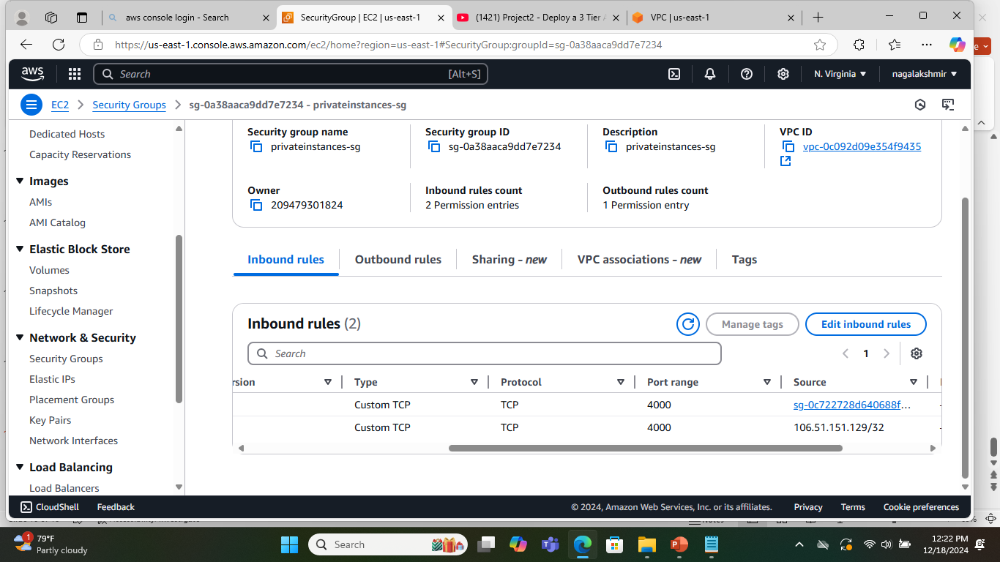 aws console login - Search
SecurityGroup | EC2 | us-east-1
(1421) Project2 - Deploy a 3 Tier
VPC | us-east-1
https://us-east-1.console.aws.amazon.com/ec2/home?region=us-east-1#SecurityGroup:groupId=sg-0a38aaca9dd7e7234
aws
Search
[Alt+S]
N. Virginia
nagalakshmir
EC2
Security Groups
sg-0a38aaca9dd7e7234 - privateinstances-sg
Dedicated Hosts
Capacity Reservations
Images
AMIs
AMI Catalog
Elastic Block Store
Volumes
Snapshots
Lifecycle Manager
Network & Security
Security Groups
Elastic IPs
Placement Groups
Key Pairs
Network Interfaces
Load Balancing
Load Balancers
Security group name
privateinstances-sg
Security group ID
sg-0a38aaca9dd7e7234
Description
privateinstances-sg
VPC ID
vpc-0c092d09e354f9435
Owner
209479301824
Inbound rules count
2 Permission entries
Outbound rules count
1 Permission entry
Inbound rules
Outbound rules
Sharing - new
VPC associations - new
Tags
Inbound rules (2)
Manage tags
Edit inbound rules
Search
1
rsion Type Protocol Port range Source
Custom TCP TCP 4000 sg-0c722728d640688f...
Custom TCP TCP 4000 106.51.151.129/32
CloudShell
Feedback
© 2024, Amazon Web Services, Inc. or its affiliates.
Privacy
Terms
Cookie preferences
1
79°F
Partly cloudy
Search
12:22 PM
12/18/2024